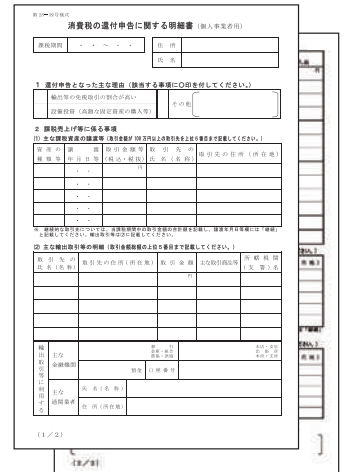 第28－⑼号様式
消費税の還付申告に関する明細書（個人事業者用）
課税期間　・　・　～　・　・
住所
氏名
1　還付申告となった主な理由（該当する事項に○印を付してください。）
輸出等の免税取引の割合が高い
設備投資（高額な固定資産の購入等）
その他
2　課税売上げ等に係る事項
(1) 主な課税資産の譲渡等（取引金額が100万円以上の取引先を上位5番目まで記載してください。）
資産の種類等　譲渡年月日等　取引金額等（税込・税抜）　取引先の氏名（名称）　取引先の住所（所在地）
円
※　継続的な取引先については、当課税期間中の取引金額の合計額を記載し、譲渡年月日等欄には「継続」
と記載してください。輸出取引等は(2)に記載してください。
(2) 主な輸出取引等の明細（取引金額総額の上位5番目まで記載してください。）
取引先の氏名（名称）　取引先の住所（所在地）　取引金額　主な取引商品等　所轄税関（支署）名
円
輸出取引等に利用する
主な金融機関
銀行
金庫・組合
農協・漁協
本店・支店
出張所
本所・支所
預金　口座番号
主な通関業者
氏名（名称）
住所（所在地）
（1／2）
（2／2）